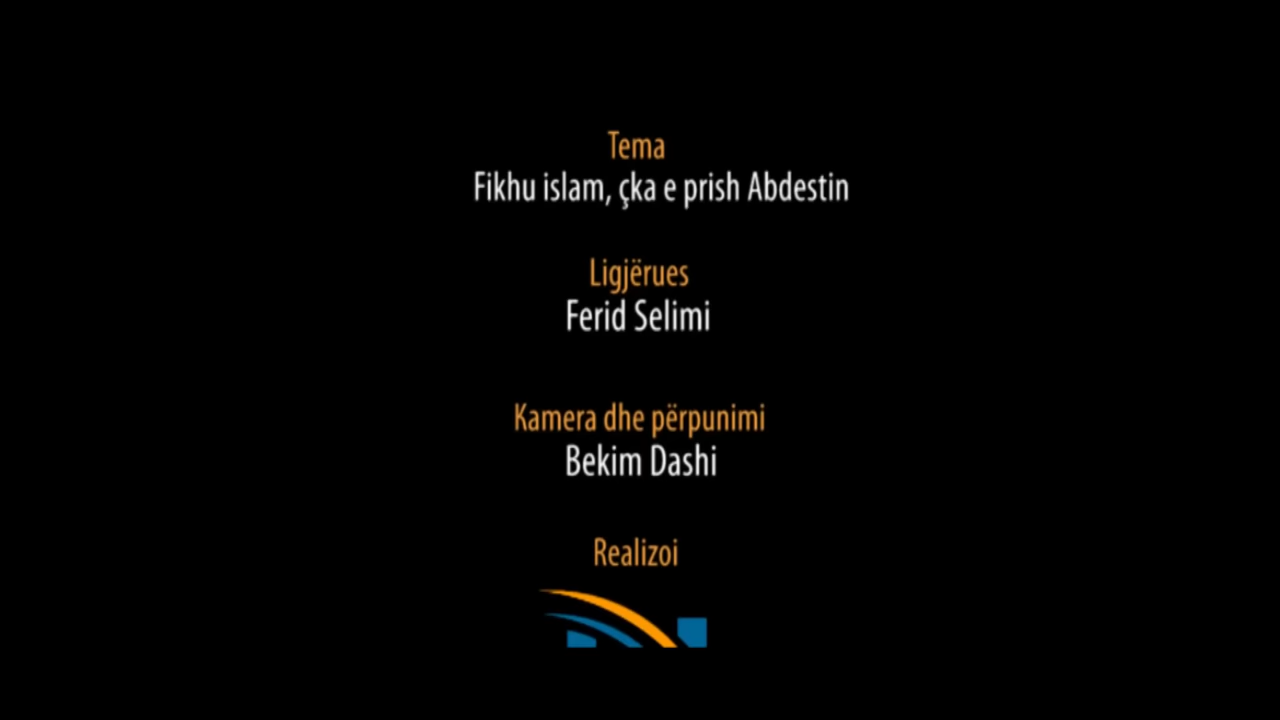 Tema
Fikhu islam, çka e prish Abdestin
Ligjërues
Ferid Selimi
Kamera dhe përpunimi
Bekim Dashi
Realizoi